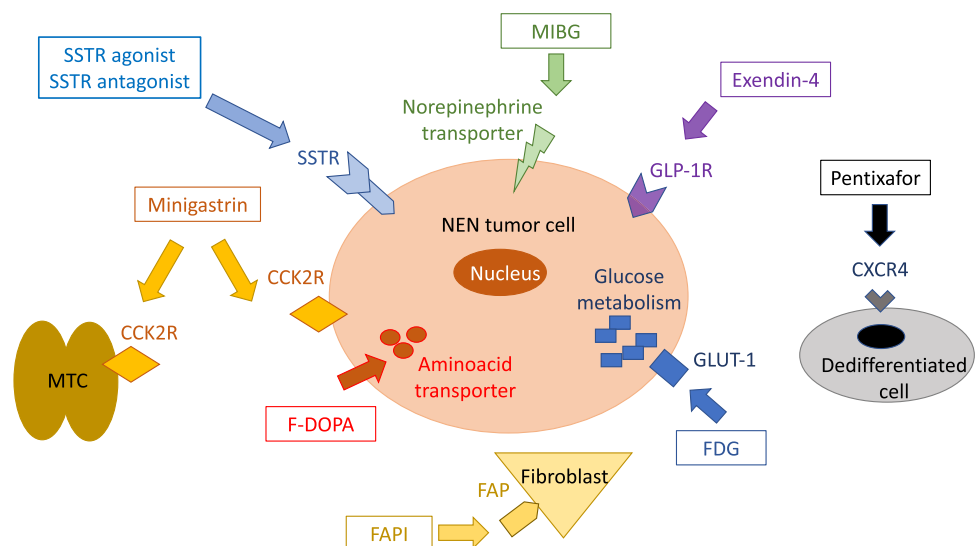 MIBG
SSTR agonist
SSTR antagonist
Exendin-4
Norepinephrine
transporter
SSTR
GLP-1R
Pentixafor
Minigastrin
NEN tumor cell
Nucleus
CCK2R
Glucose
metabolism
CXCR4
CCK2R
MTC
Aminoacid
transporter
GLUT-1
Dedifferentiated
cell
F-DOPA
FDG
Fibroblast
FAP
FAPI